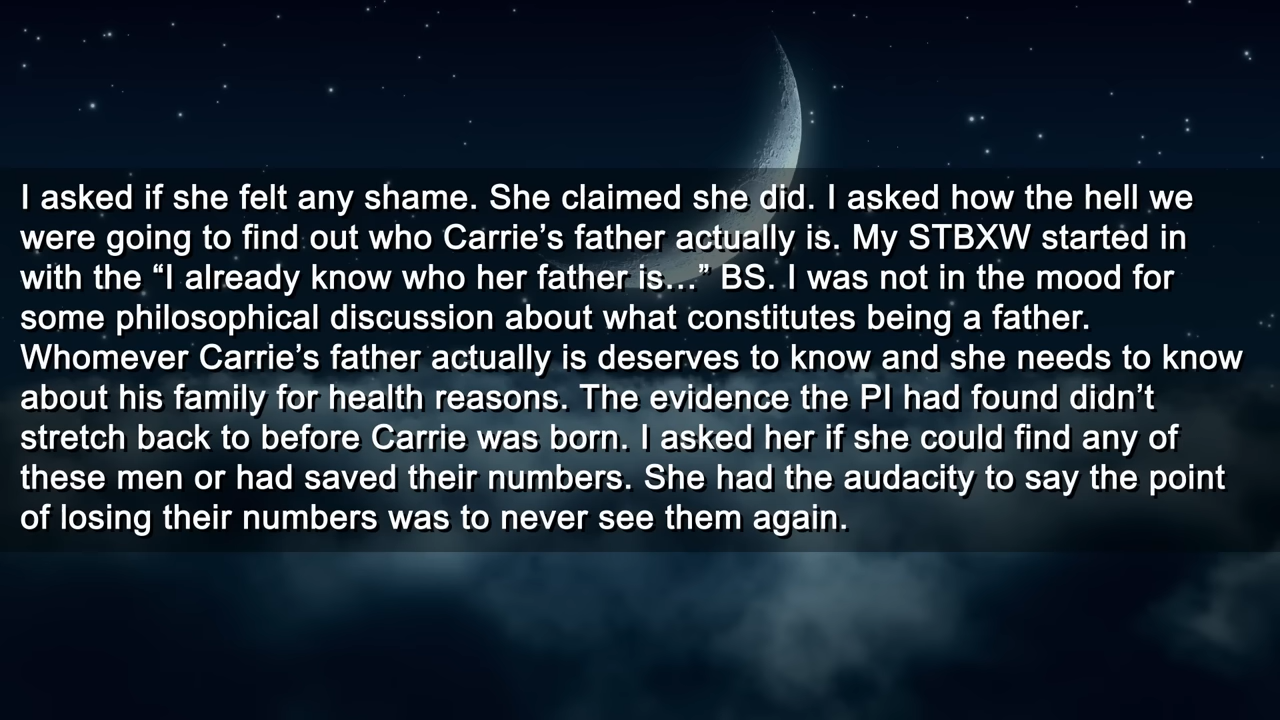 I asked if she felt any shame. She claimed she did. I asked how the hell we
were going to find out who Carrie’s father actually is. My STBXW started in
with the “I already know who her father is…” BS. I was not in the mood for
some philosophical discussion about what constitutes being a father.
Whomever Carrie’s father actually is deserves to know and she needs to know
about his family for health reasons. The evidence the PI had found didn’t
stretch back to before Carrie was born. I asked her if she could find any of
these men or had saved their numbers. She had the audacity to say the point
of losing their numbers was to never see them again.